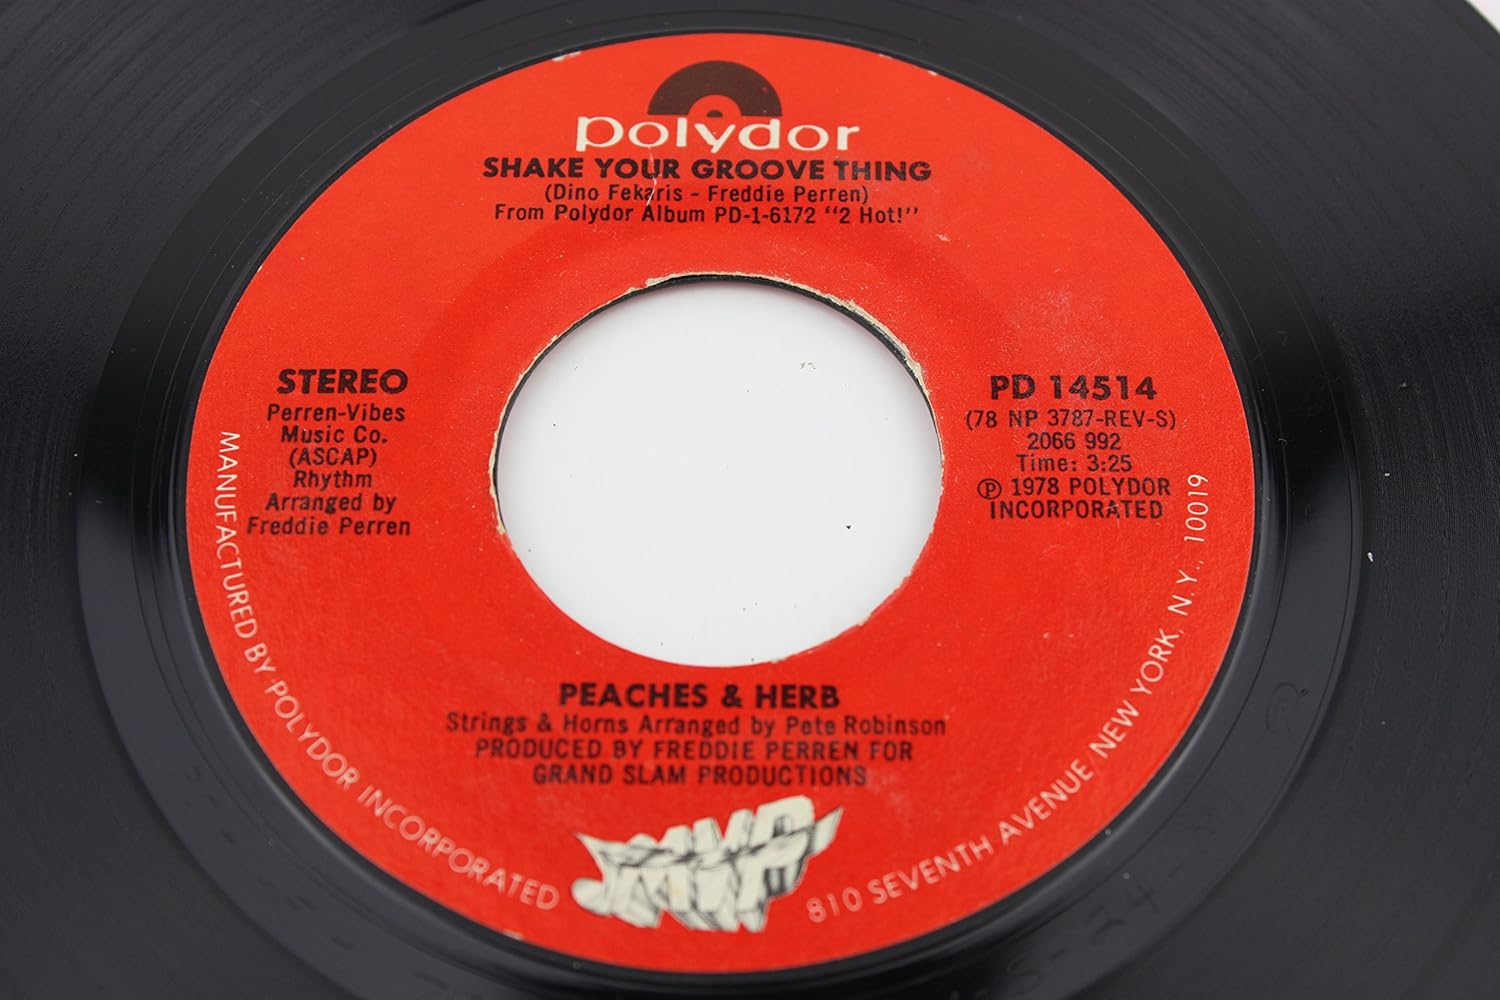 polydor
SHAKE YOUR GROOVE THING
(Dino Fekaris - Freddie Perren)
From Polydor Album PD-1-6172 "2 Hot!"
STEREO
Perren-Vibes
Music Co.
(ASCAP)
Rhythm
Arranged by
Freddie Perren
PD 14514
(78 NP 3787-REV-S)
2066 992
Time: 3:25
℗ 1978 POLYDOR
INCORPORATED
PEACHES & HERB
Strings & Horns Arranged by Pete Robinson
PRODUCED BY FREDDIE PERREN FOR
GRAND SLAM PRODUCTIONS
MVP
MANUFACTURED BY POLYDOR INCORPORATED
810 SEVENTH AVENUE NEW YORK, N.Y., 10019